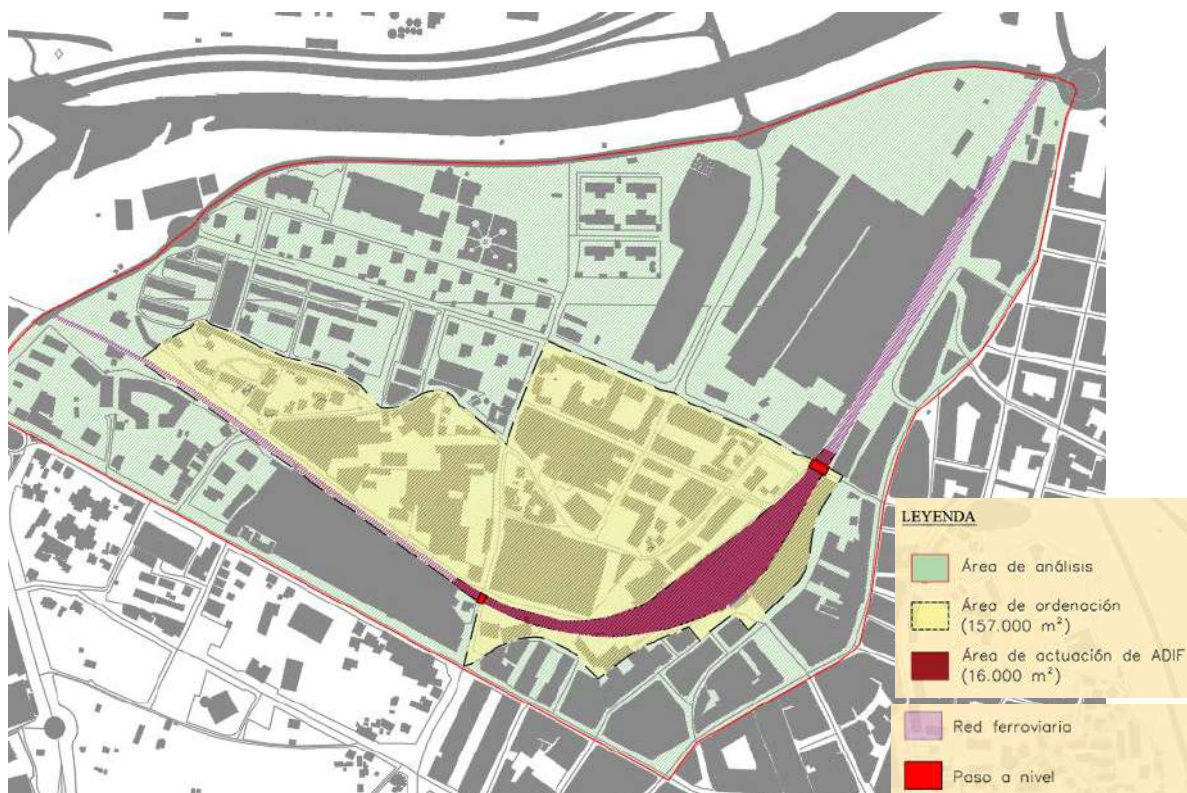 LEYENDA
Área de análisis
Área de ordenación
(157.000 m²)
Área de actuación de ADIF
(16.000 m²)
Red ferroviaria
Paso a nivel